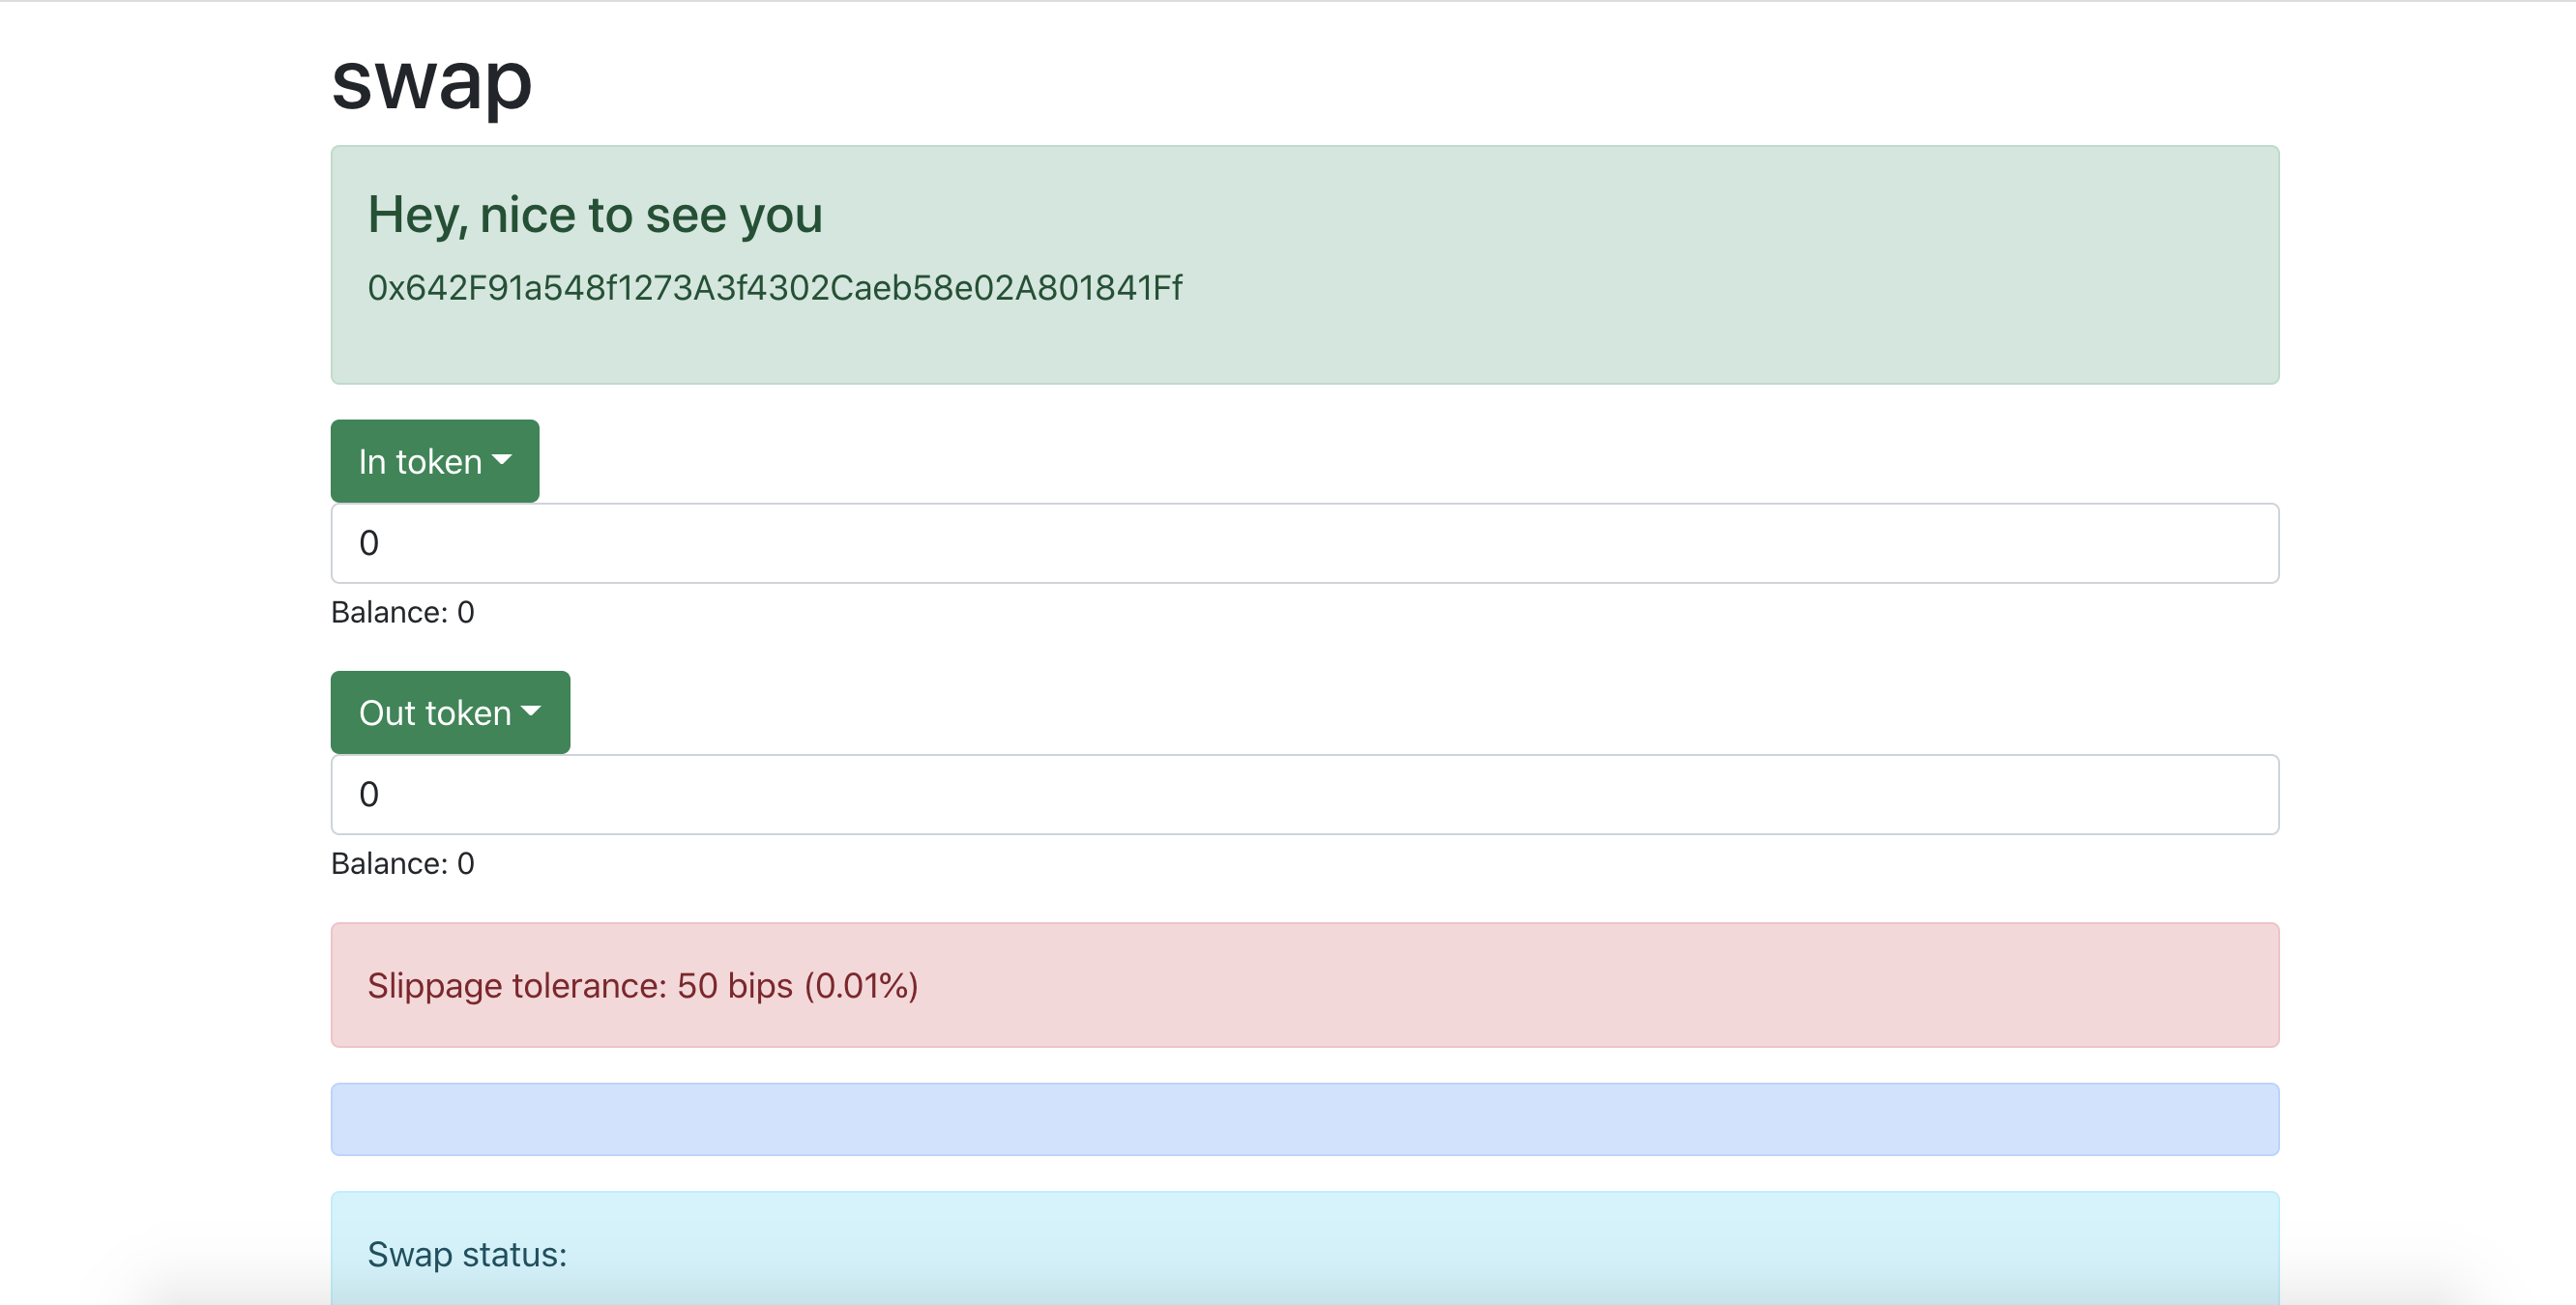 swap
Hey, nice to see you
0x642F91a548f1273A3f4302Caeb58e02A801841Ff
In token
0
Balance: 0
Out token
0
Balance: 0
Slippage tolerance: 50 bips (0.01%)
Swap status: